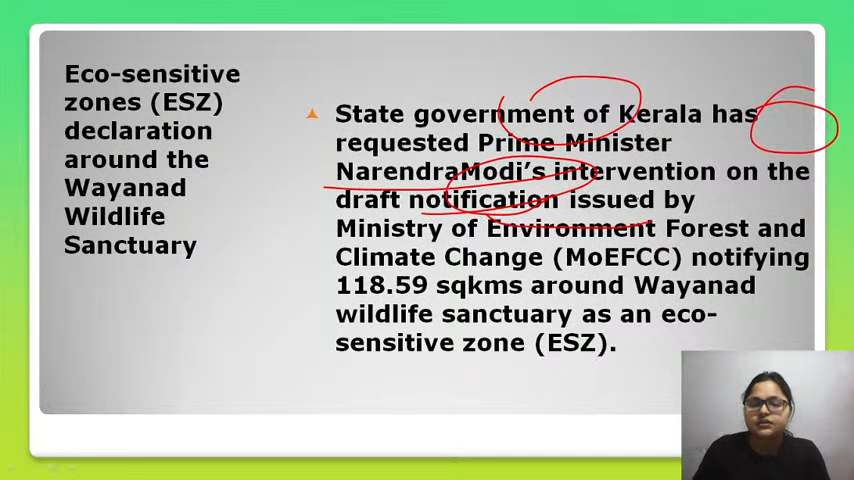 Eco-sensitive
zones (ESZ)
declaration
around the
Wayanad
Wildlife
Sanctuary
State government of Kerala has
requested Prime Minister
NarendraModi’s intervention on the
draft notification issued by
Ministry of Environment Forest and
Climate Change (MoEFCC) notifying
118.59 sqkms around Wayanad
wildlife sanctuary as an eco-
sensitive zone (ESZ).